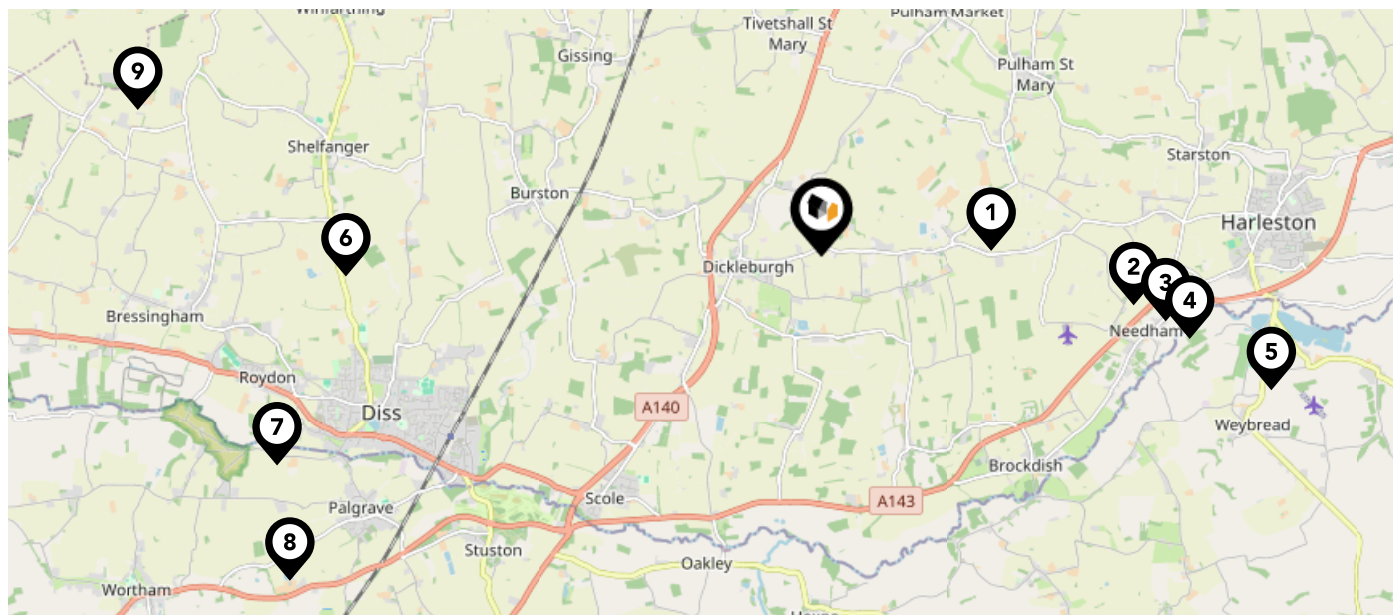 Winfarthing
Tivetshall St
Mary
Pulham Market
Gissing
Pulham St
Mary
9
Shelfanger
Starston
Burston
1
Harleston
6
Dickleburgh
2
3
4
Bressingham
Needham
5
Roydon
Diss
A140
7
Weybread
Brockdish
Palgrave
Scole
A143
8
Stuston
Oakley
Wortham